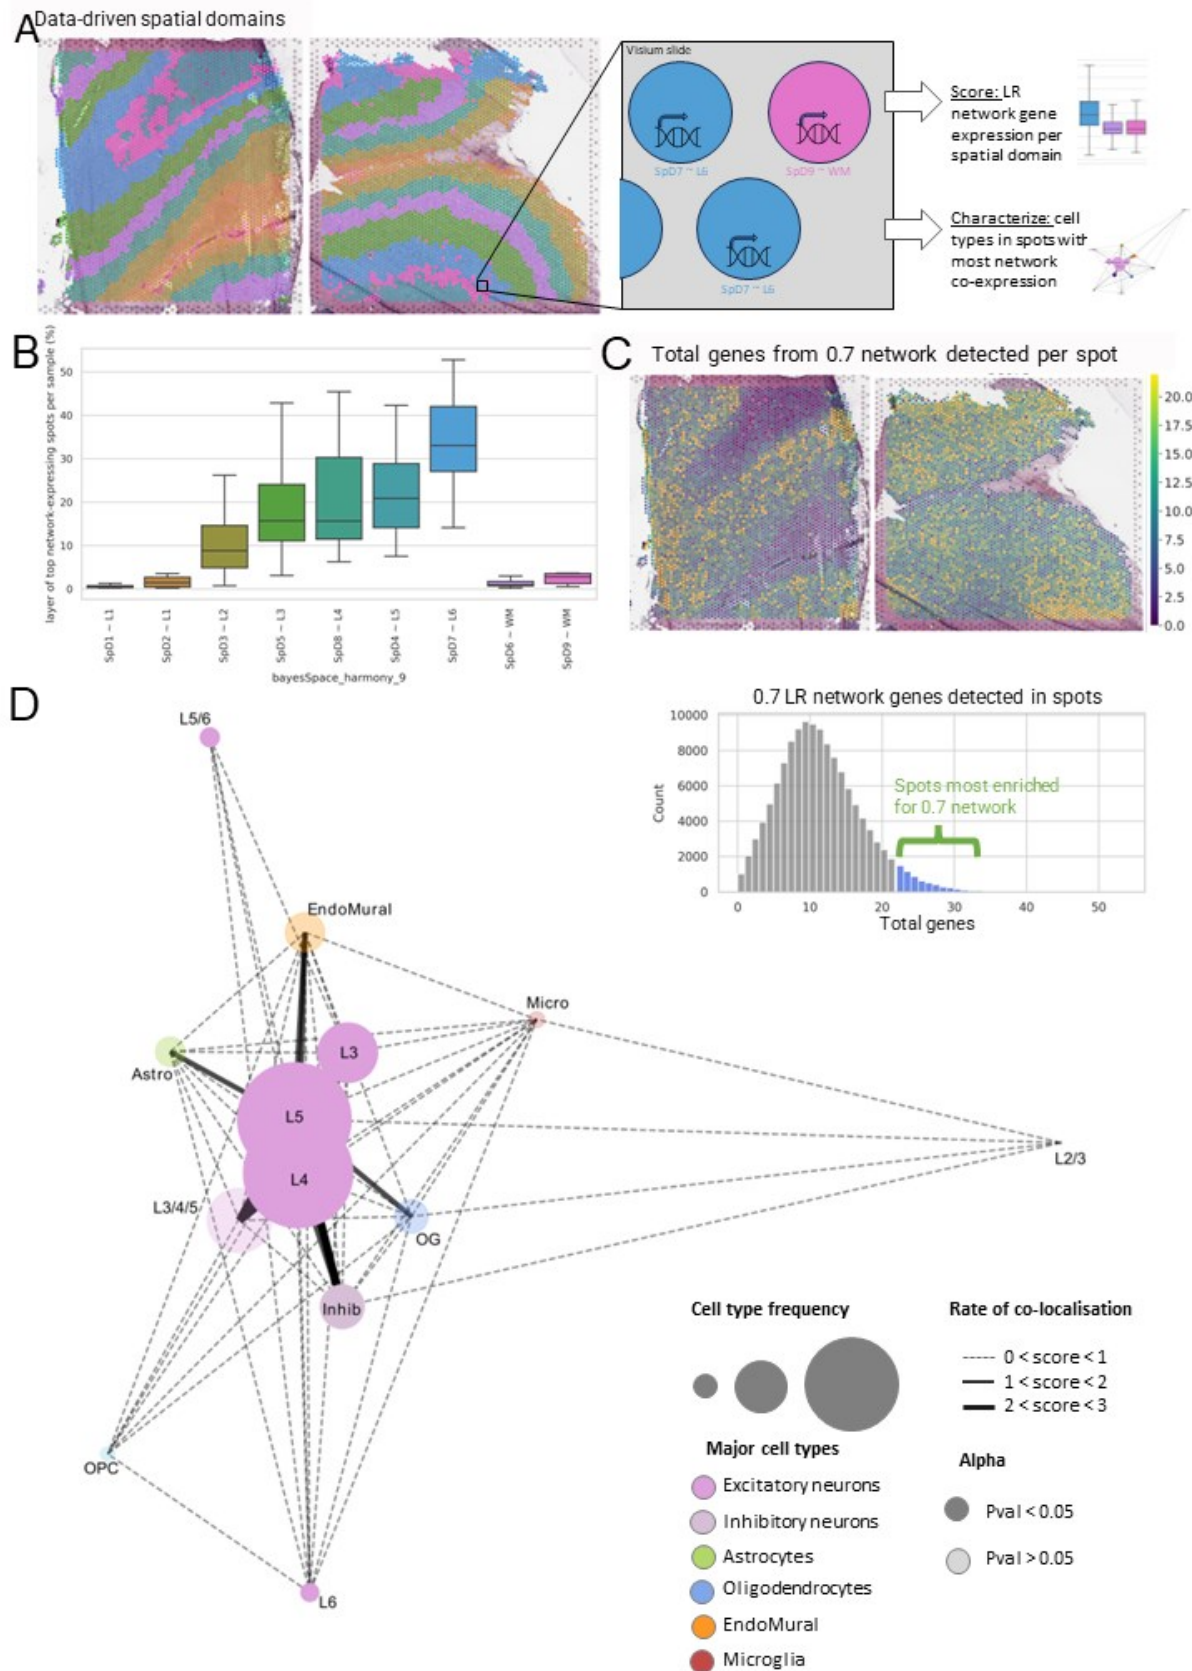 A
Data-driven spatial domains
Visium slide
SpD7 ~ L6
SpD9 ~ WM
SpD7 ~ L6
Score: LR
network gene
expression per
spatial domain
Characterize: cell
types in spots with
most network
co-expression
B
layer of top network-expressing spots per sample (%)
50
40
30
20
10
0
SpD1 ~ L1
SpD2 ~ L1
SpD3 ~ L2
SpD5 ~ L3
SpD8 ~ L4
SpD4 ~ L5
SpD7 ~ L6
SpD6 ~ WM
SpD9 ~ WM
bayesSpace_harmony_9
C
Total genes from 0.7 network detected per spot
20.0
17.5
15.0
12.5
10.0
7.5
5.0
2.5
0.0
D
0.7 LR network genes detected in spots
Count
10000
8000
6000
4000
2000
0
Spots most enriched
for 0.7 network
0
10
20
30
40
50
Total genes
L5/6
EndoMural
Micro
L3
Astro
L5
L2/3
L4
L3/4/5
OG
Inhib
OPC
L6
Cell type frequency
Rate of co-localisation
0 < score < 1
1 < score < 2
2 < score < 3
Major cell types
Excitatory neurons
Inhibitory neurons
Astrocytes
Oligodendrocytes
EndoMural
Microglia
Alpha
Pval < 0.05
Pval > 0.05